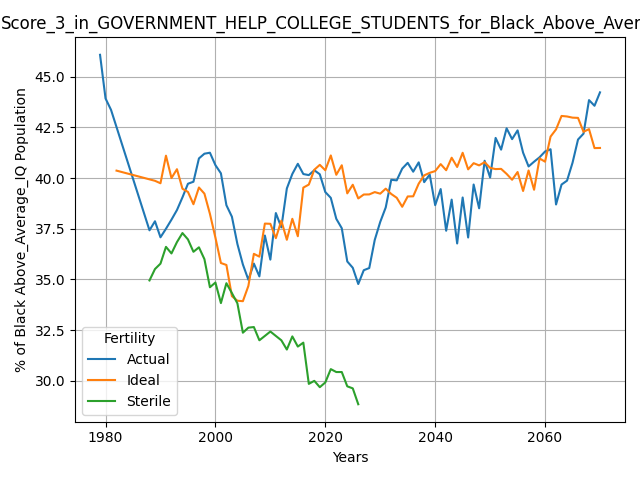 Score_3_in_GOVERNMENT_HELP_COLLEGE_STUDENTS_for_Black_Above_Aver
% of Black Above_Average_IQ Population
45.0
42.5
40.0
37.5
35.0
32.5
30.0
Fertility
Actual
Ideal
Sterile
1980
2000
2020
2040
2060
Years